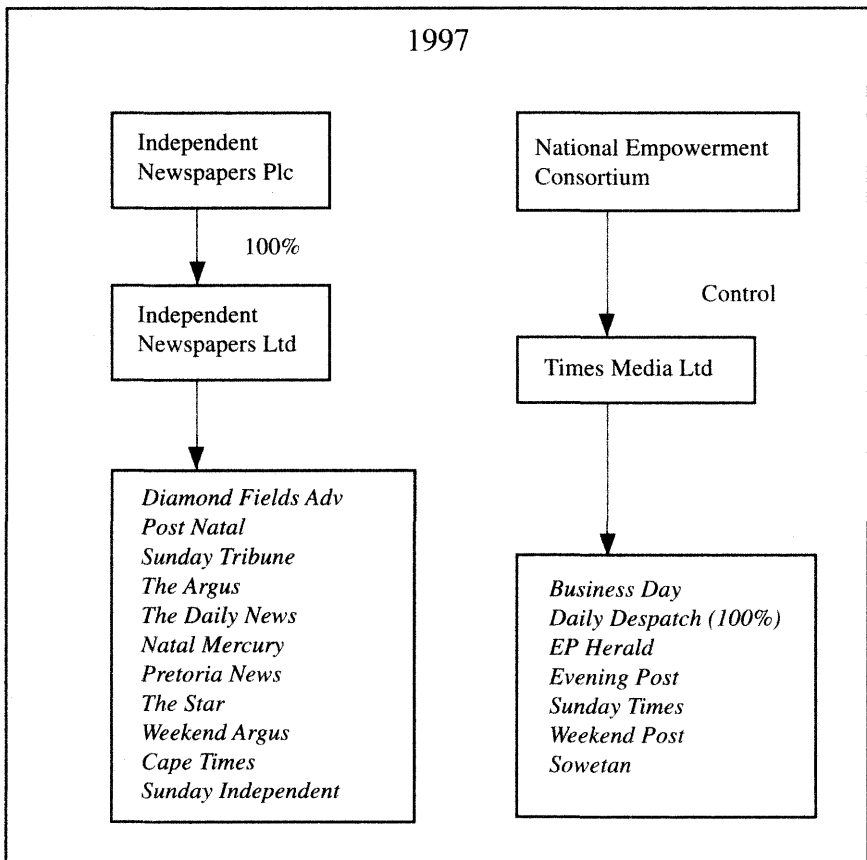 1997
Independent
Newspapers Plc
100%
Independent
Newspapers Ltd
Diamond Fields Adv
Post Natal
Sunday Tribune
The Argus
The Daily News
Natal Mercury
Pretoria News
The Star
Weekend Argus
Cape Times
Sunday Independent
National Empowerment
Consortium
Control
Times Media Ltd
Business Day
Daily Despatch (100%)
EP Herald
Evening Post
Sunday Times
Weekend Post
Sowetan